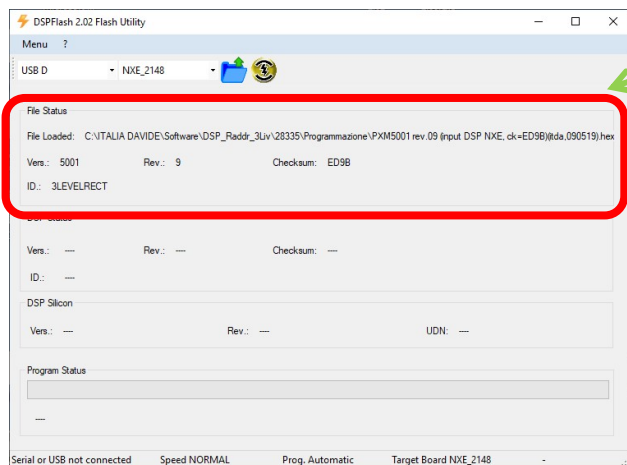 DSPFlash 2.02 Flash Utility
Menu ?
USB D NXE_2148
File Status
File Loaded: C:\ITALIA DAVIDE\Software\DSP_Raddr_3Liv\28335\Programmazione\PXM5001 rev.09 (input DSP NXE, ck=ED9B)(itda,090519).hex
Vers.: 5001 Rev.: 9 Checksum: ED9B
ID.: 3LEVELRECT
Vers.: ---- Rev.: ---- Checksum: ----
ID.: ----
DSP Silicon
Vers.: ---- Rev.: ---- UDN: ----
Program Status
----
Serial or USB not connected Speed NORMAL Prog. Automatic Target Board NXE_2148 -